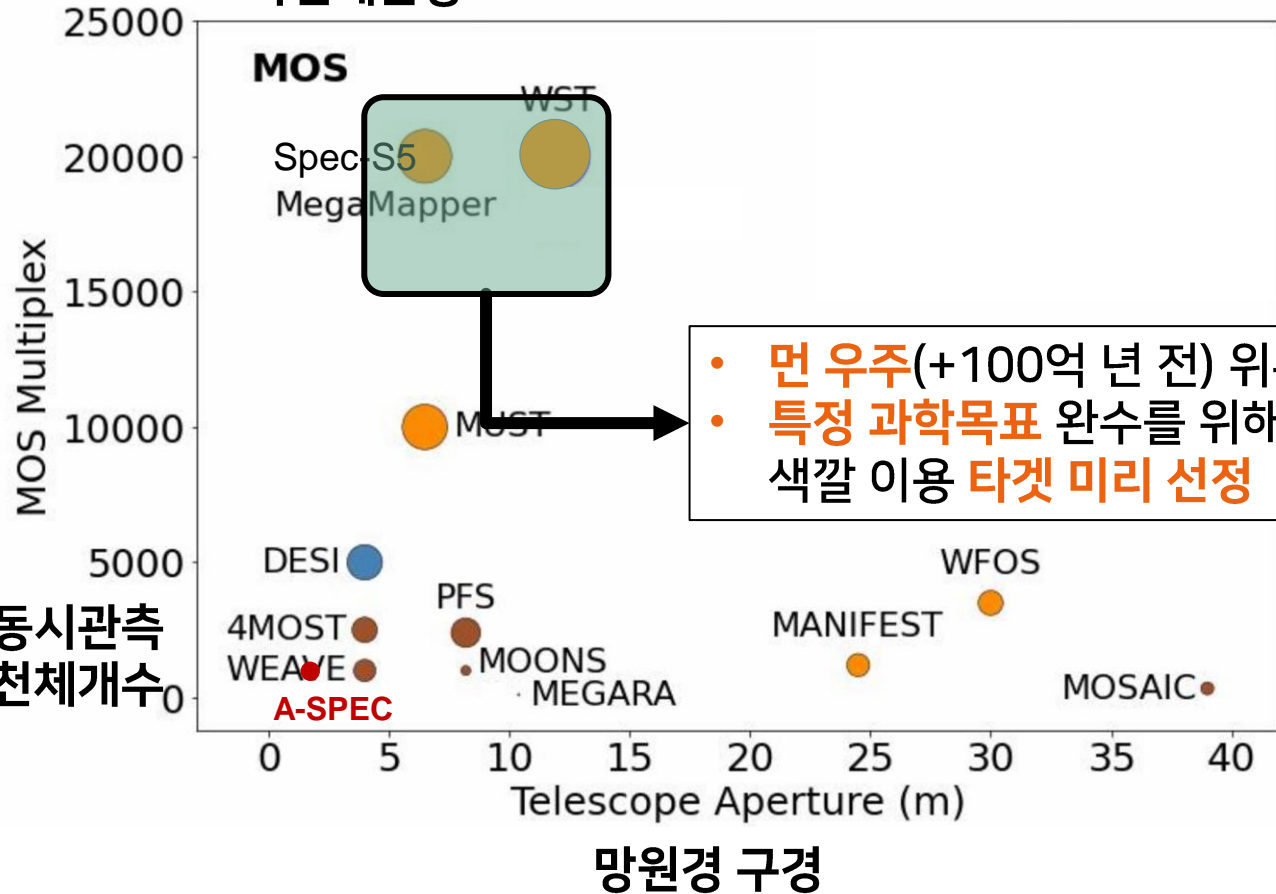 25000
MOS
WST
20000
Spec-S5
MegaMapper
15000
MOS Multiplex
• 먼 우주(+100억 년 전)
• 특정 과학목표 완수를 위해
색깔 이용 타겟 미리 선정
10000
MUST
5000
DESI
WFOS
PFS
MANIFEST
동시관측
4MOST
MOONS
WEAVE
천체개수
0
MEGARA
MOSAIC
A-SPEC
0 5 10 15 20 25 30 35 40
Telescope Aperture (m)
망원경 구경